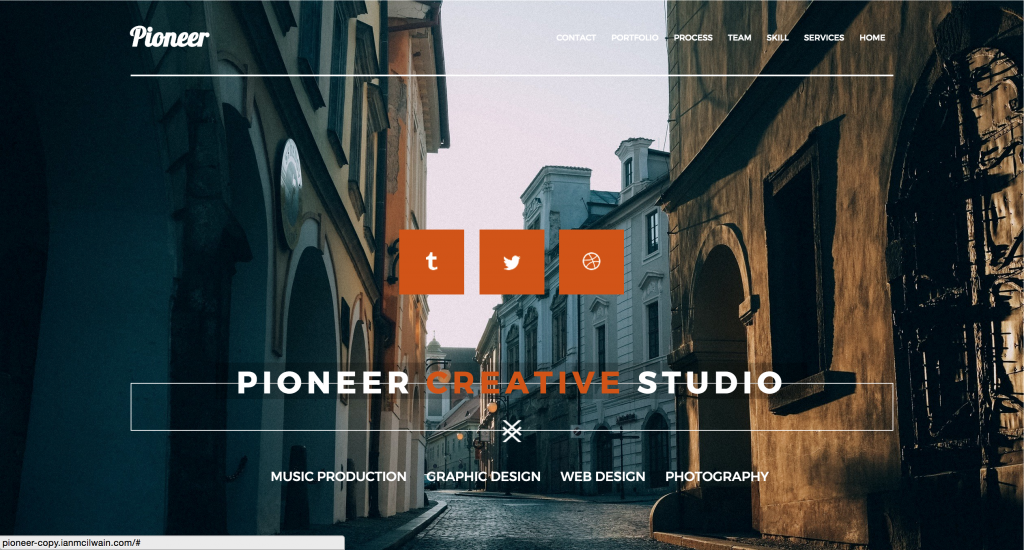 Pioneer
CONTACT PORTFOLIO PROCESS TEAM SKILL SERVICES HOME
PIONEER CREATIVE STUDIO
MUSIC PRODUCTION GRAPHIC DESIGN WEB DESIGN PHOTOGRAPHY
pioneer-copy.ianmcilwain.com/#